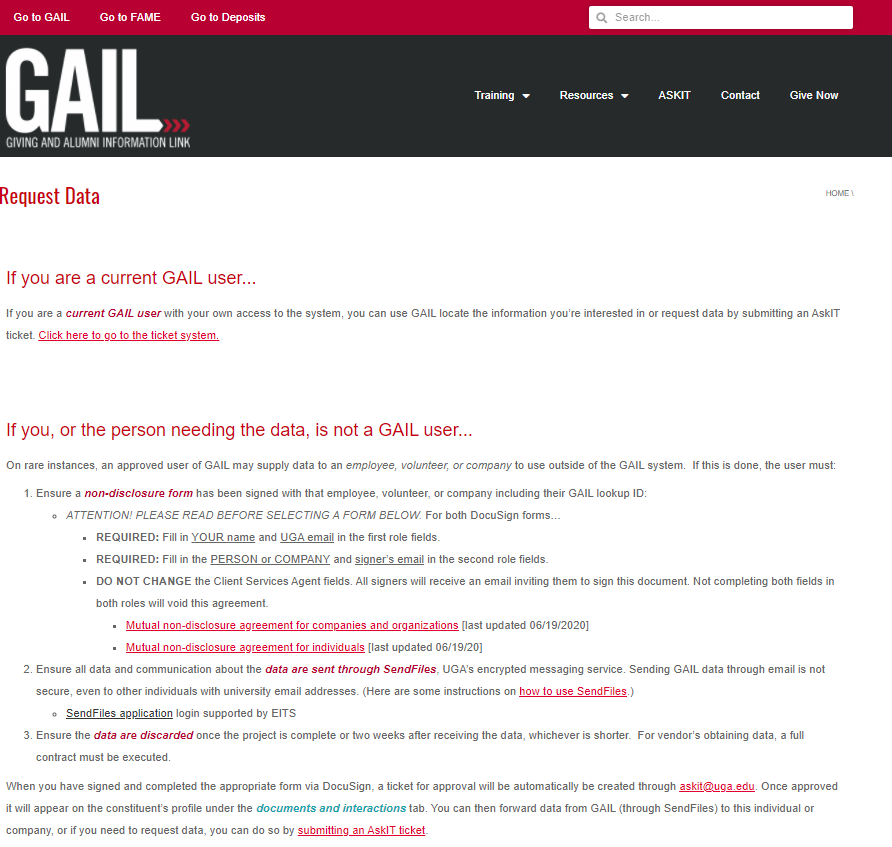 Go to GAIL Go to FAME Go to Deposits Search...
GAIL
GIVING AND ALUMNI INFORMATION LINK
Training Resources ASKIT Contact Give Now
Request Data HOME \
If you are a current GAIL user...
If you are a current GAIL user with your own access to the system, you can use GAIL locate the information you're interested in or request data by submitting an AskIT
ticket. Click here to go to the ticket system.
If you, or the person needing the data, is not a GAIL user...
On rare instances, an approved user of GAIL may supply data to an employee, volunteer, or company to use outside of the GAIL system. If this is done, the user must:
1. Ensure a non-disclosure form has been signed with that employee, volunteer, or company including their GAIL lookup ID:
ATTENTION! PLEASE READ BEFORE SELECTING A FORM BELOW. For both DocuSign forms...
REQUIRED: Fill in YOUR name and UGA email in the first role fields.
REQUIRED: Fill in the PERSON or COMPANY and signer's email in the second role fields.
DO NOT CHANGE the Client Services Agent fields. All signers will receive an email inviting them to sign this document. Not completing both fields in
both roles will void this agreement.
Mutual non-disclosure agreement for companies and organizations [last updated 06/19/2020]
Mutual non-disclosure agreement for individuals [last updated 06/19/20]
2. Ensure all data and communication about the data are sent through SendFiles, UGA's encrypted messaging service. Sending GAIL data through email is not
secure, even to other individuals with university email addresses. (Here are some instructions on how to use SendFiles.)
SendFiles application login supported by EITS
3. Ensure the data are discarded once the project is complete or two weeks after receiving the data, whichever is shorter. For vendor's obtaining data, a full
contract must be executed.
When you have signed and completed the appropriate form via DocuSign, a ticket for approval will be automatically be created through askit@uga.edu. Once approved
it will appear on the constituent's profile under the documents and interactions tab. You can then forward data from GAIL (through SendFiles) to this individual or
company, or if you need to request data, you can do so by submitting an AskIT ticket.